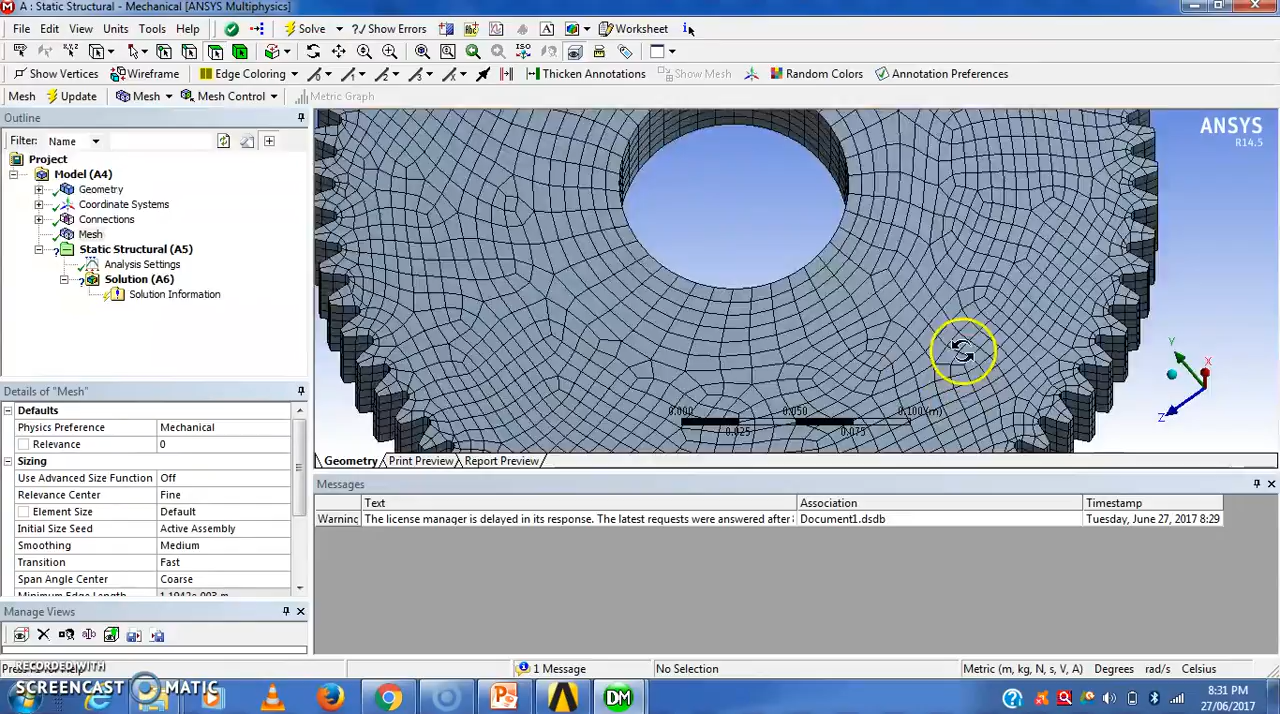 A : Static Structural - Mechanical [ANSYS Multiphysics]
File Edit View Units Tools Help Solve ?/ Show Errors Worksheet
Show Vertices Wireframe Edge Coloring Thicken Annotations Show Mesh Random Colors Annotation Preferences
Mesh Update Mesh Mesh Control Metric Graph
Outline
Filter: Name
Project
Model (A4)
Geometry
Coordinate Systems
Connections
Mesh
Static Structural (A5)
Analysis Settings
Solution (A6)
Solution Information
Details of "Mesh"
Defaults
Physics Preference Mechanical
Relevance 0
Sizing
Use Advanced Size Function Off
Relevance Center Fine
Element Size Default
Initial Size Seed Active Assembly
Smoothing Medium
Transition Fast
Span Angle Center Coarse
Minimum Edge Length 1.1942e-003 m
Manage Views
ANSYS
R14.5
0.000 0.050 0.100 (m)
0.025 0.075
Y
X
Z
Geometry Print Preview Report Preview
Messages
Text Association Timestamp
Warning The license manager is delayed in its response. The latest requests were answered after Document1.dsdb Tuesday, June 27, 2017 8:29
1 Message No Selection Metric (m, kg, N, s, V, A) Degrees rad/s Celsius
RECORDED WITH
SCREENCAST MATIC
DM
8:31 PM
27/06/2017